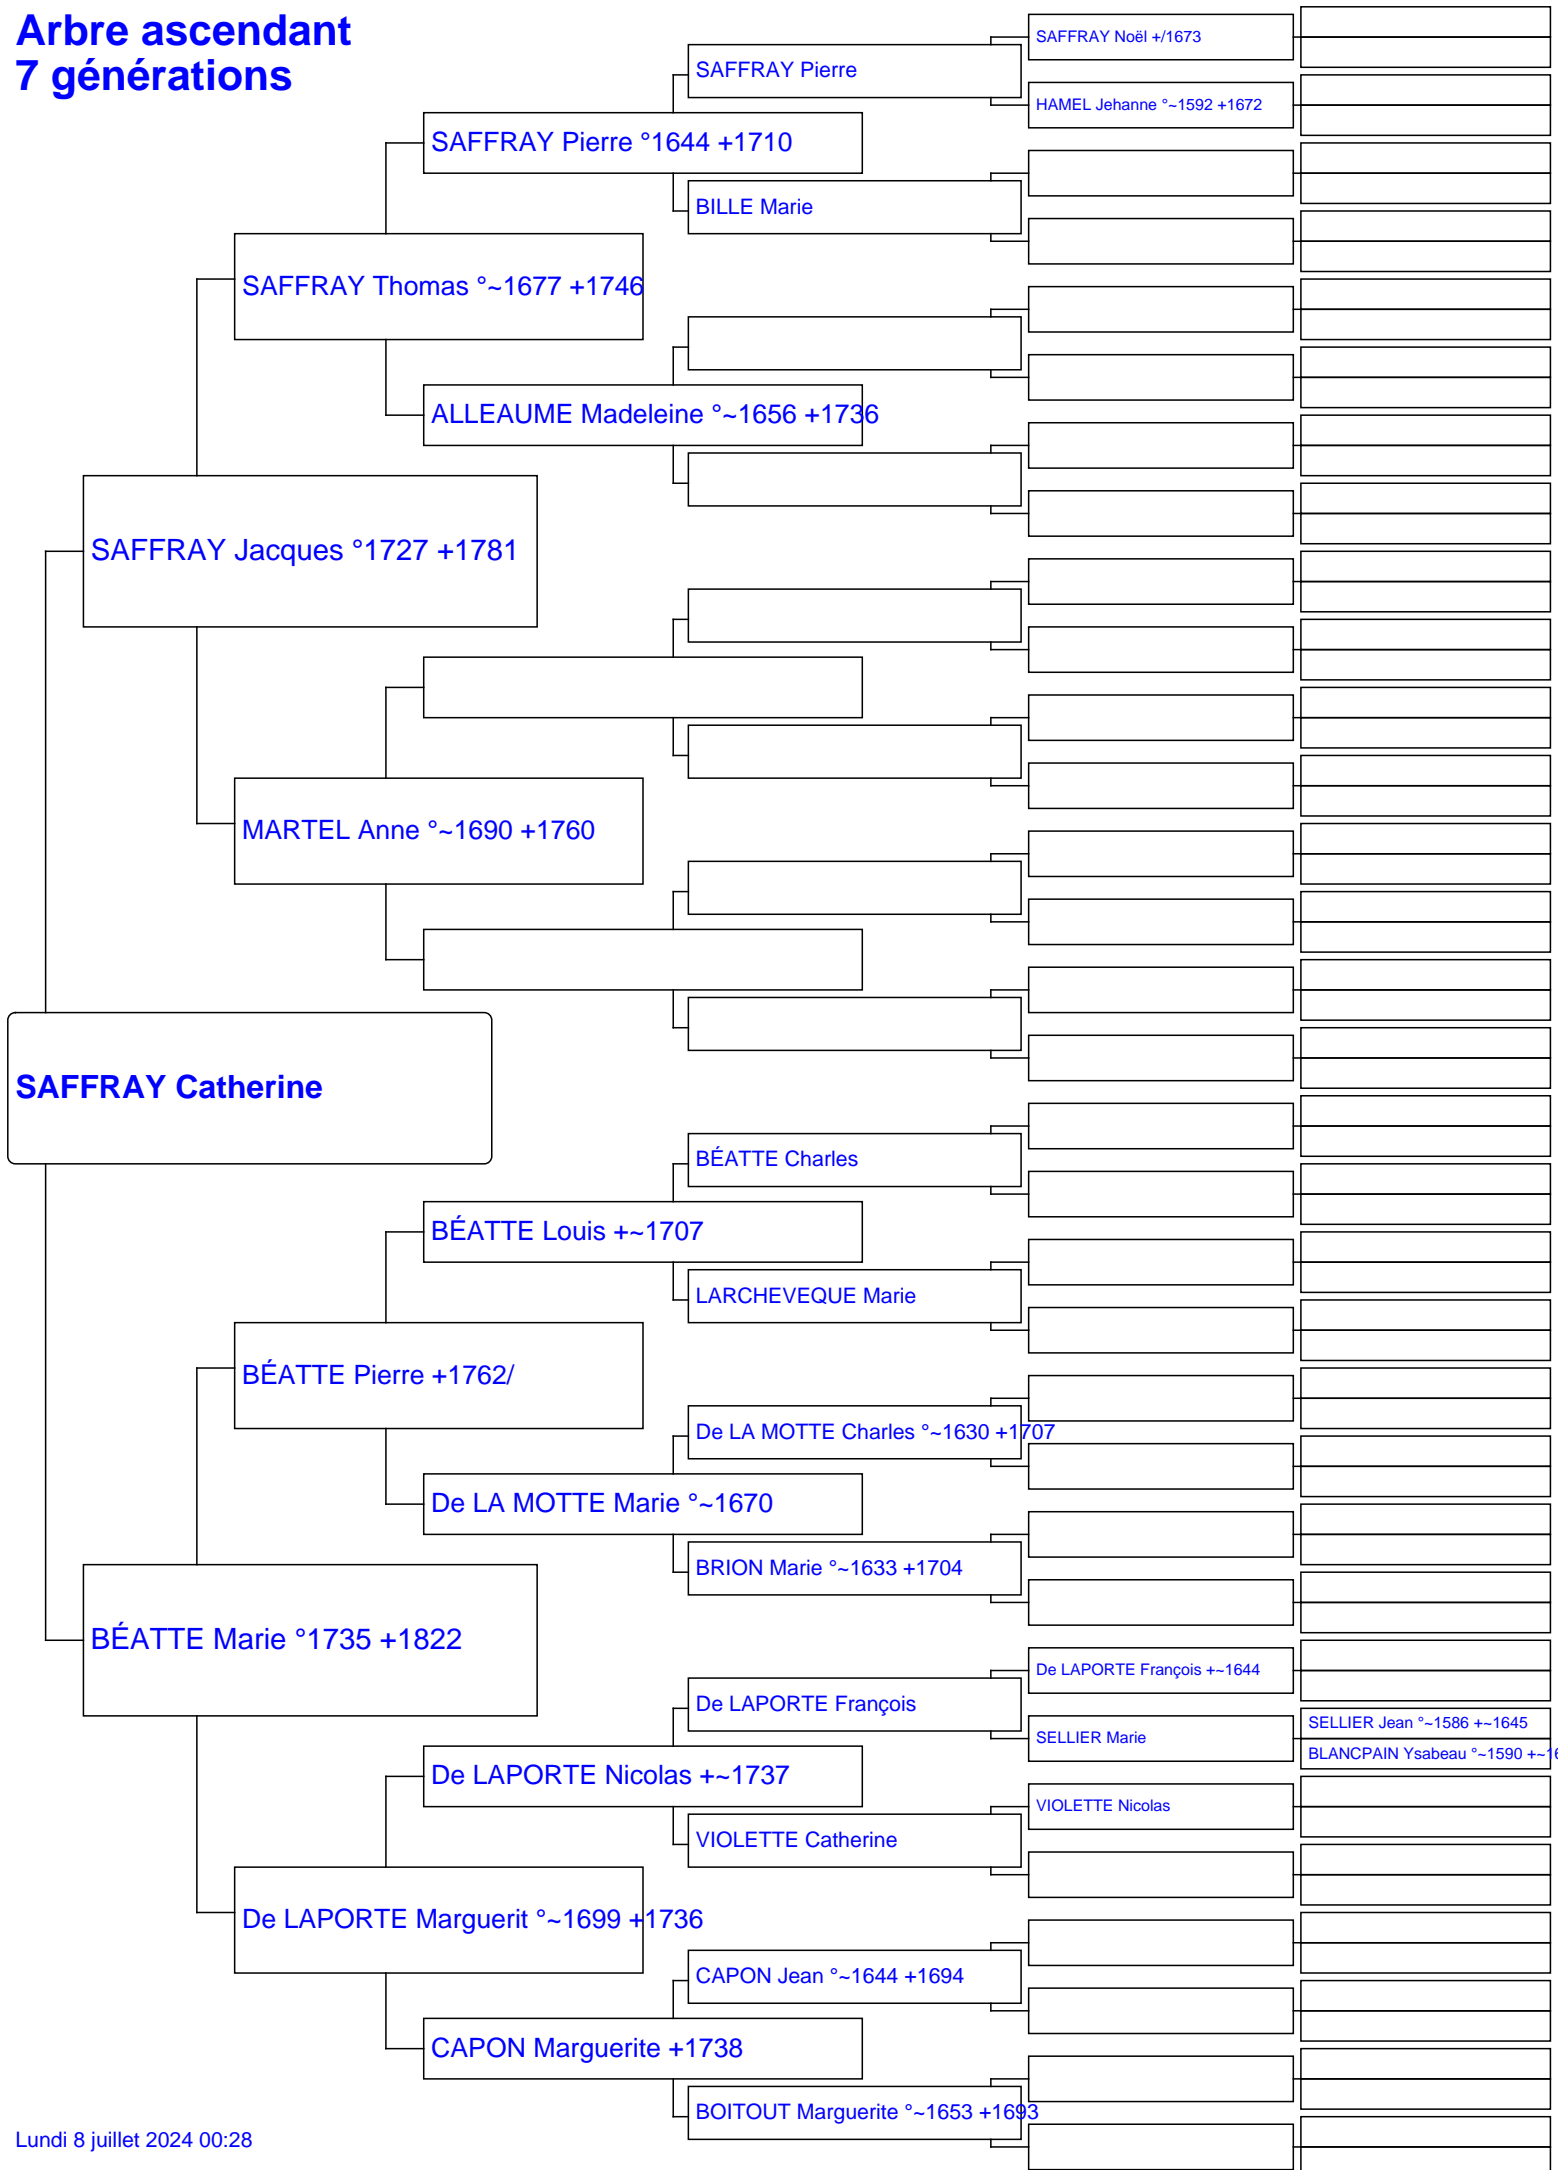 Arbre ascendant
7 générations
SAFFRAY Noël +/1673
SAFFRAY Pierre
HAMEL Jehanne °~1592 +1672
SAFFRAY Pierre °1644 +1710
BILLE Marie
SAFFRAY Thomas °~1677 +1746
ALLEAUME Madeleine °~1656 +1736
SAFFRAY Jacques °1727 +1781
MARTEL Anne °~1690 +1760
SAFFRAY Catherine
BÉATTE Charles
BÉATTE Louis +~1707
LARCHEVEQUE Marie
BÉATTE Pierre +1762/
De LA MOTTE Charles °~1630 +1707
De LA MOTTE Marie °~1670
BRION Marie °~1633 +1704
BÉATTE Marie °1735 +1822
De LAPORTE François +~1644
De LAPORTE François
SELLIER Jean °~1586 +~1645
SELLIER Marie
BLANCPAIN Ysabeau °~1590 +~16
De LAPORTE Nicolas +~1737
VIOLETTE Nicolas
VIOLETTE Catherine
De LAPORTE Marguerit °~1699 +1736
CAPON Jean °~1644 +1694
CAPON Marguerite +1738
BOITOUT Marguerite °~1653 +1693
Lundi 8 juillet 2024 00:28